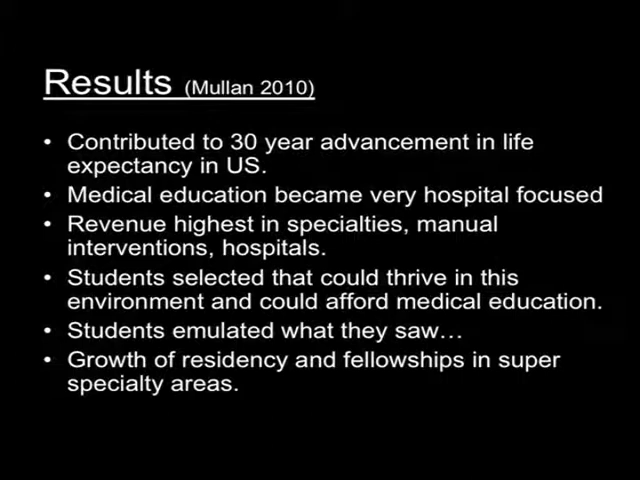 Results (Mullan 2010)
• Contributed to 30 year advancement in life
expectancy in US.
• Medical education became very hospital focused
• Revenue highest in specialties, manual
interventions, hospitals.
• Students selected that could thrive in this
environment and could afford medical education.
• Students emulated what they saw…
• Growth of residency and fellowships in super
specialty areas.